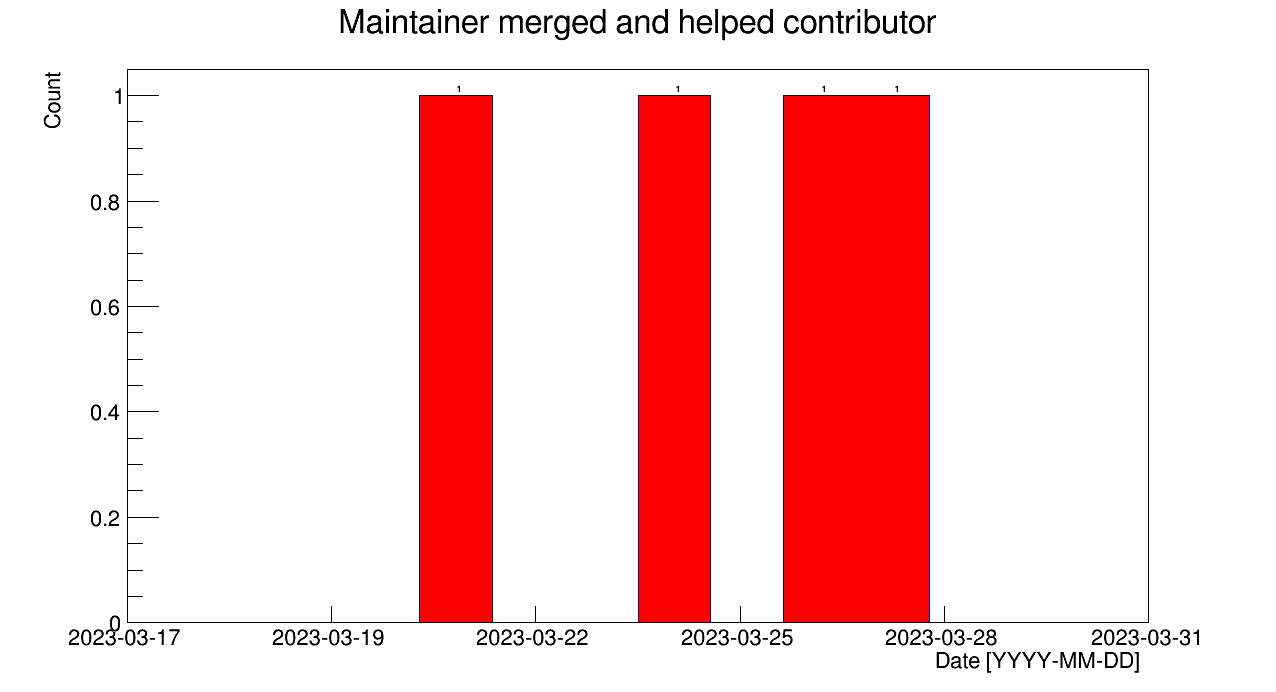 Maintainer merged and helped contributor
Count
1 1 1 1
1
0.8
0.6
0.4
0.2
0
2023-03-17 2023-03-19 2023-03-22 2023-03-25 2023-03-28 2023-03-31
Date [YYYY-MM-DD]